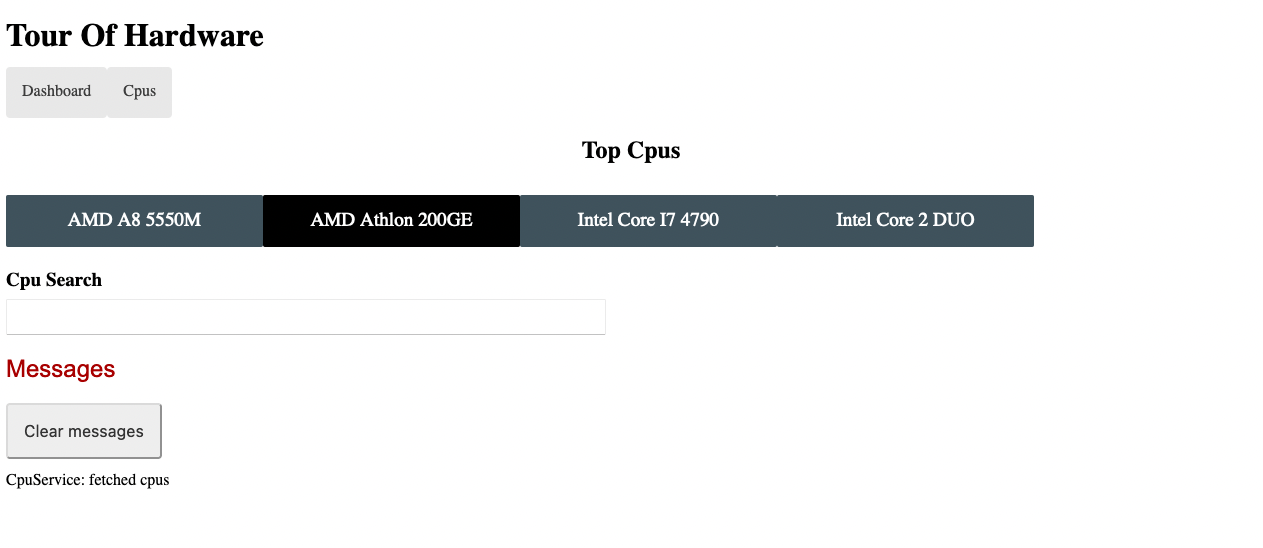 Tour Of Hardware
Dashboard Cpus
Top Cpus
AMD A8 5550M AMD Athlon 200GE Intel Core I7 4790 Intel Core 2 DUO
Cpu Search
Messages
Clear messages
CpuService: fetched cpus